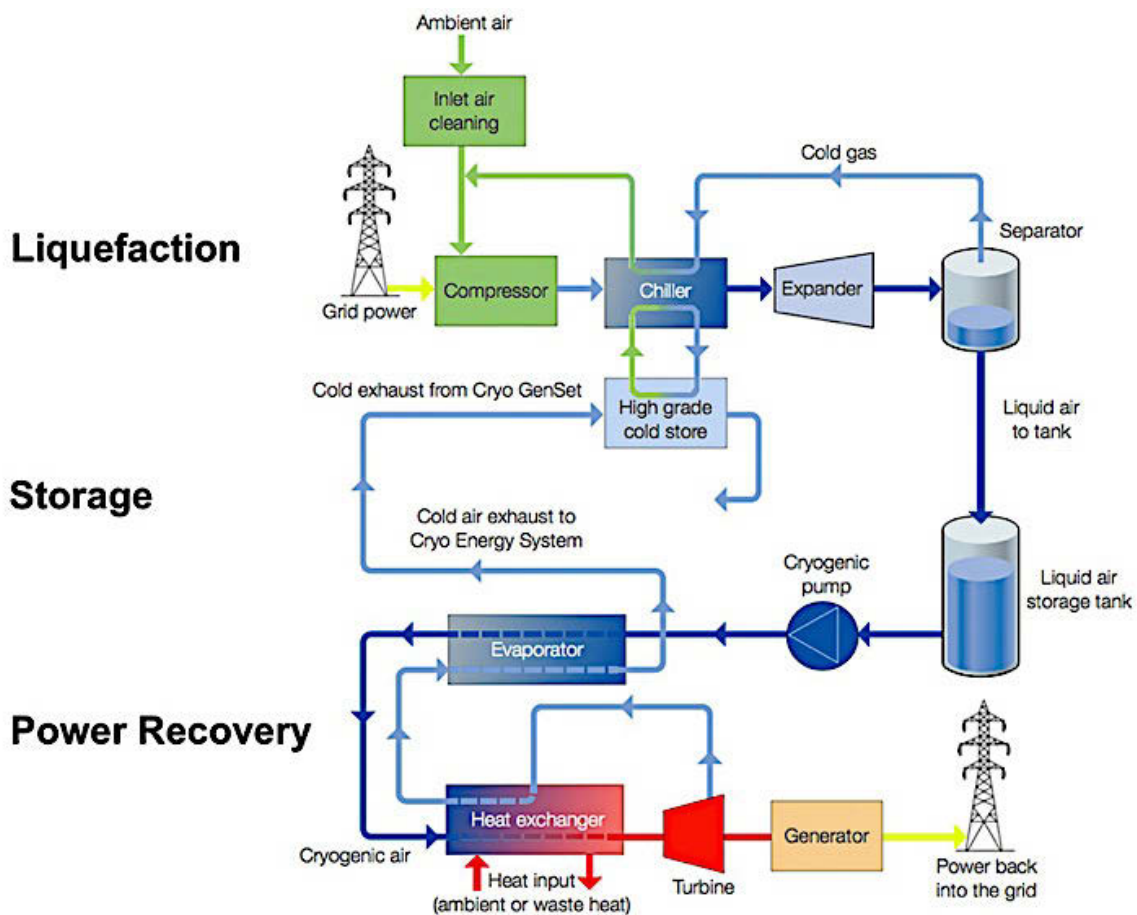 Ambient air
Inlet air
cleaning
Cold gas
Liquefaction
Separator
Compressor
Chiller
Expander
Grid power
Cold exhaust from Cryo GenSet
High grade
cold store
Liquid air
to tank
Storage
Cold air exhaust to
Cryo Energy System
Cryogenic
pump
Liquid air
storage tank
Evaporator
Power Recovery
Heat exchanger
Generator
Cryogenic air
Heat input
(ambient or waste heat)
Turbine
Power back
into the grid